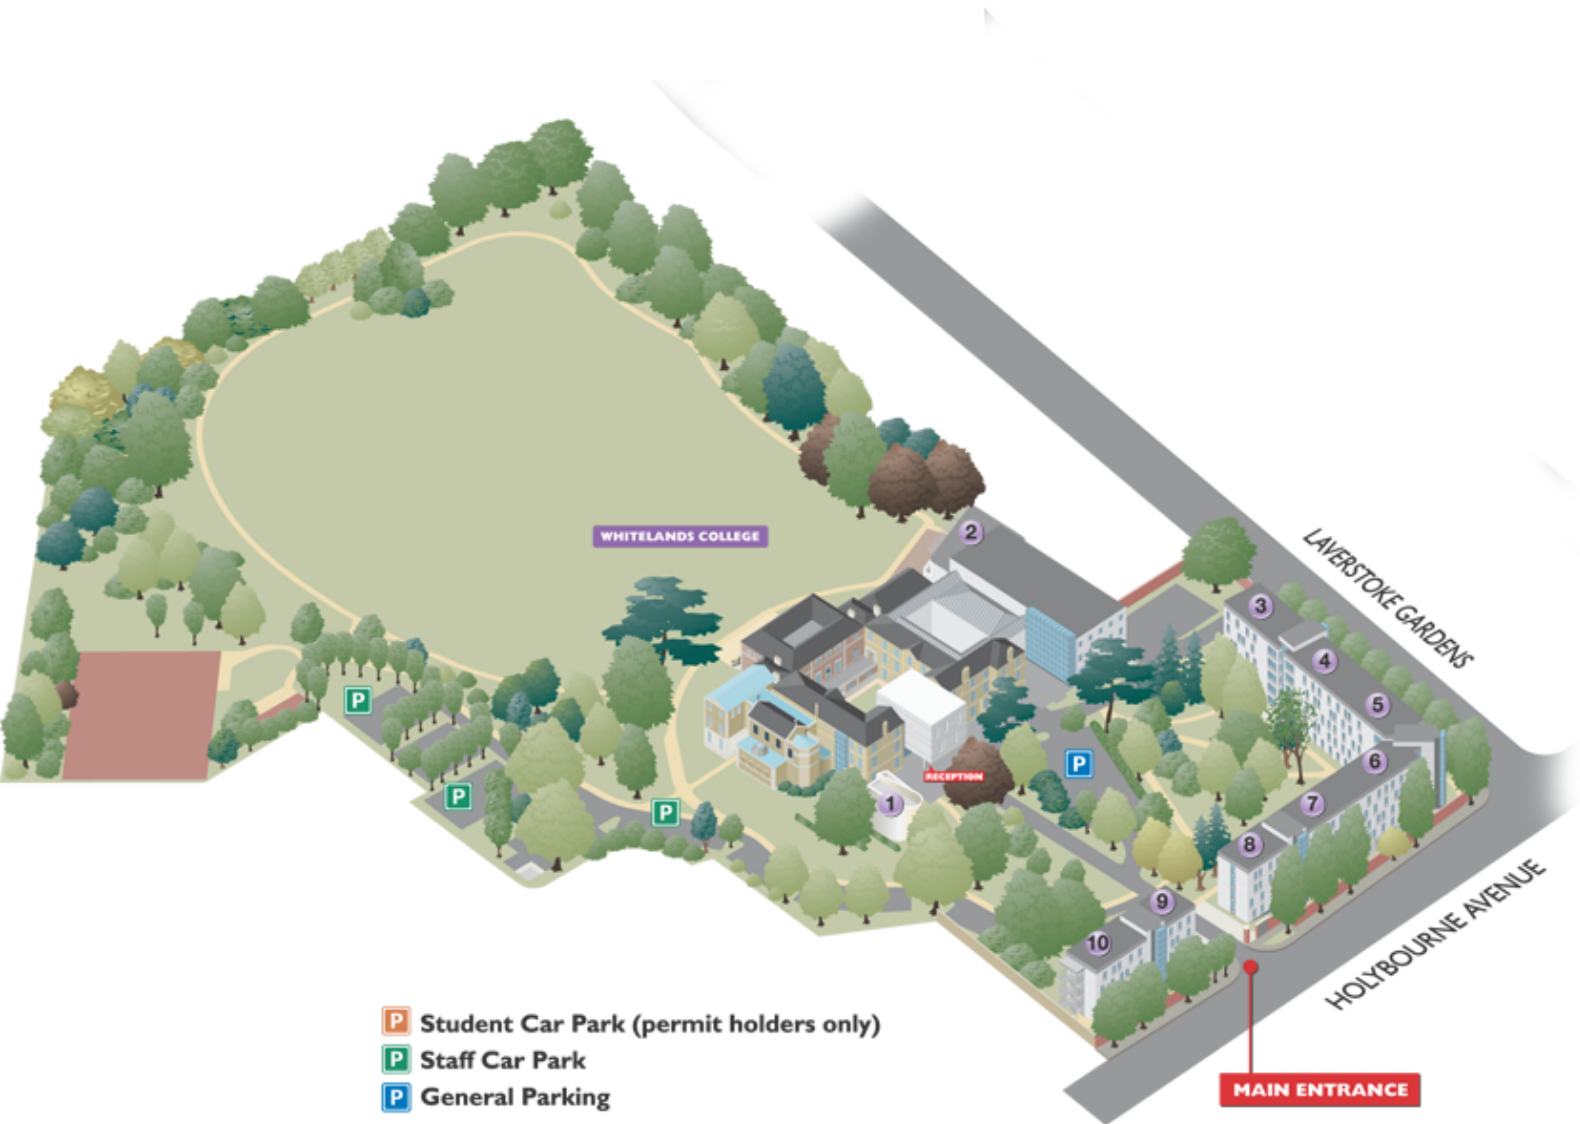 WHITELANDS COLLEGE
2
LAVERSTOKE GARDENS
3
4
5
6
7
8
P
P
P
P
RECEPTION
1
9
10
HOLYBOURNE AVENUE
P Student Car Park (permit holders only)
P Staff Car Park
P General Parking
MAIN ENTRANCE